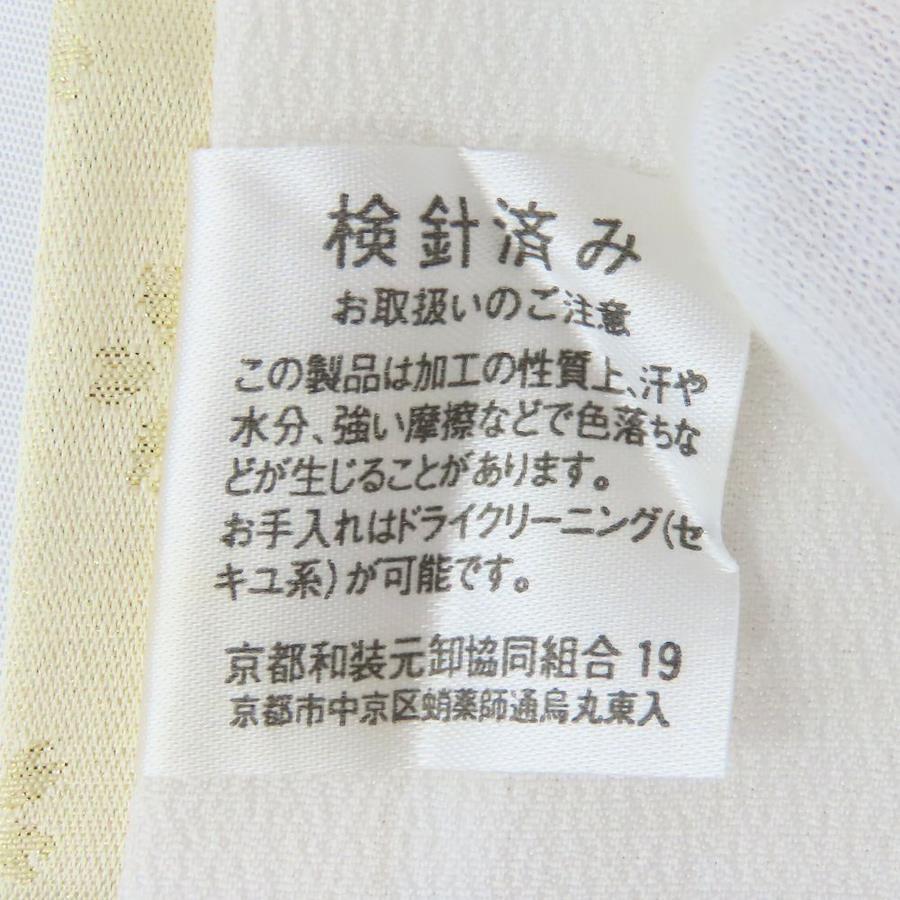 検針済み
お取扱いのご注意
この製品は加工の性質上、汗や
水分、強い摩擦などで色落ちな
どが生じることがあります。
お手入れはドライクリーニング(セ
キユ系)が可能です。
京都和装元卸協同組合 19
京都市中京区蛸薬師通烏丸東入